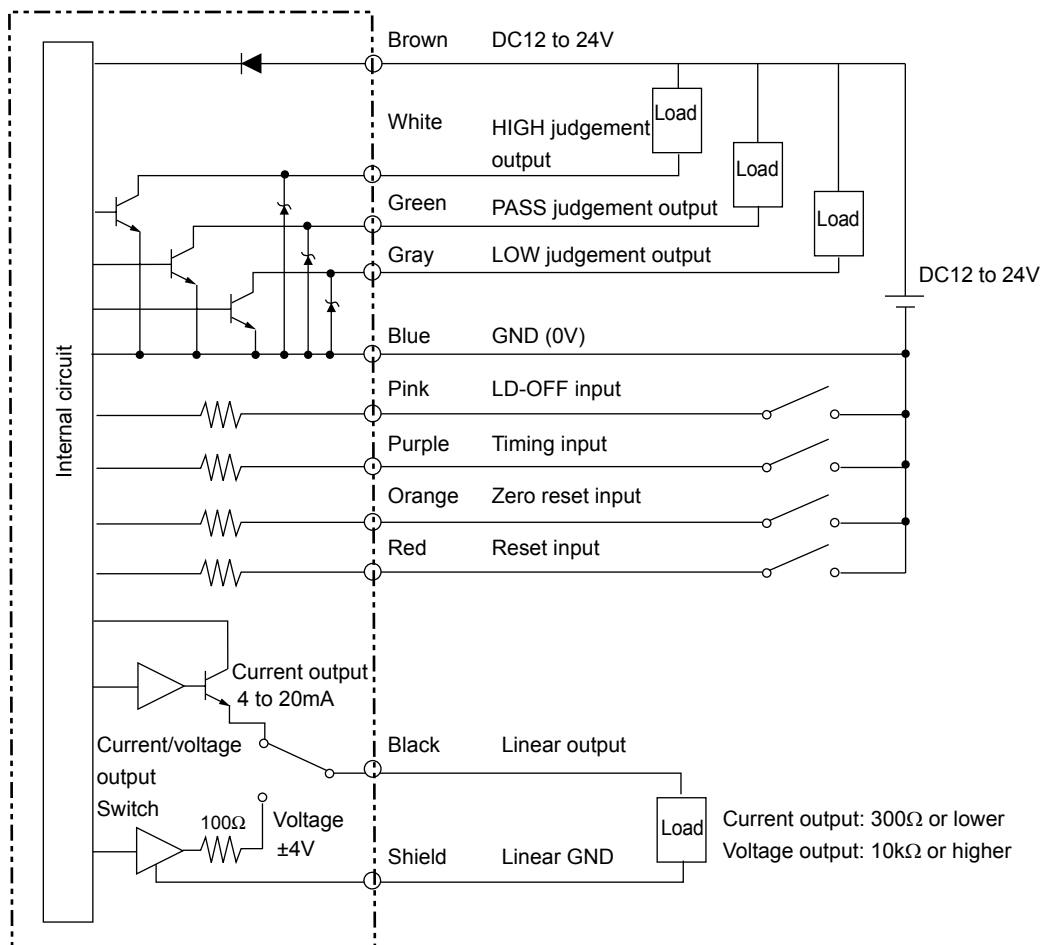 Brown DC12 to 24V
White HIGH judgement
output
Load
Load
Load
Green PASS judgement output
Gray LOW judgement output
DC12 to 24V
Blue GND (0V)
Internal circuit
Pink LD-OFF input
Purple Timing input
Orange Zero reset input
Red Reset input
Current output
4 to 20mA
Current/voltage
output
Switch
Black Linear output
100Ω
Voltage
±4V
Load
Current output: 300Ω or lower
Voltage output: 10kΩ or higher
Shield Linear GND